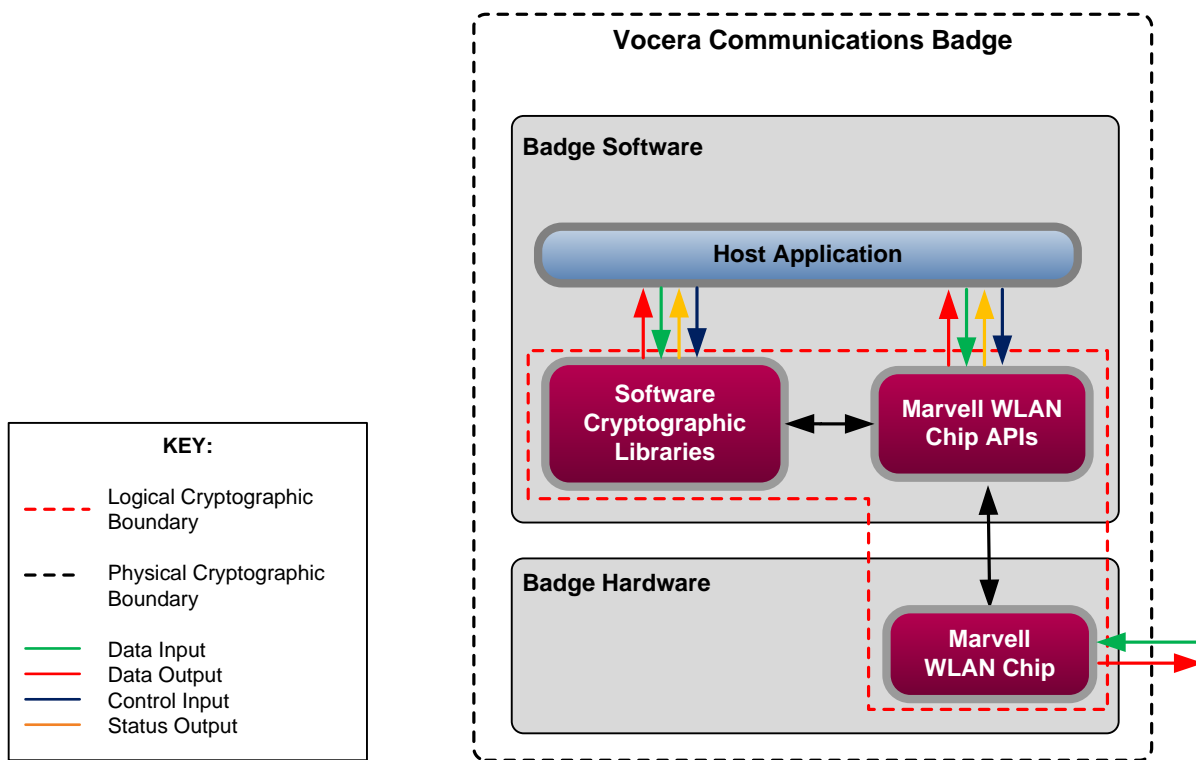 Vocera Communications Badge
Badge Software
Host Application
Software
Cryptographic
Libraries
Marvell WLAN
Chip APIs
Badge Hardware
Marvell
WLAN Chip
KEY:
Logical Cryptographic
Boundary
Physical Cryptographic
Boundary
Data Input
Data Output
Control Input
Status Output